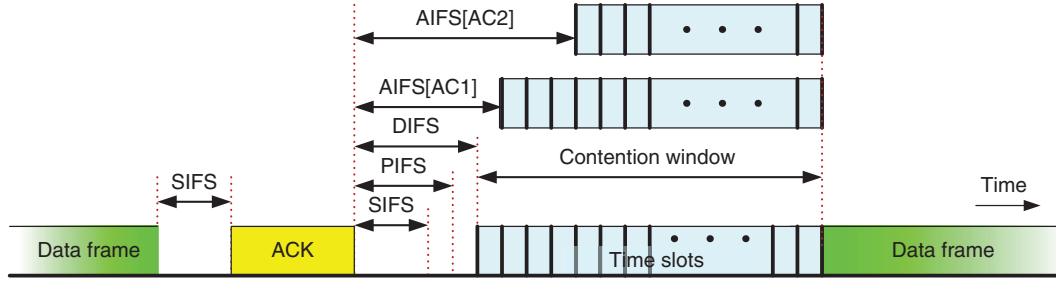 AIFS[AC2]
AIFS[AC1]
DIFS
Contention window
PIFS
Time
SIFS
SIFS
Data frame
ACK
Time slots
Data frame